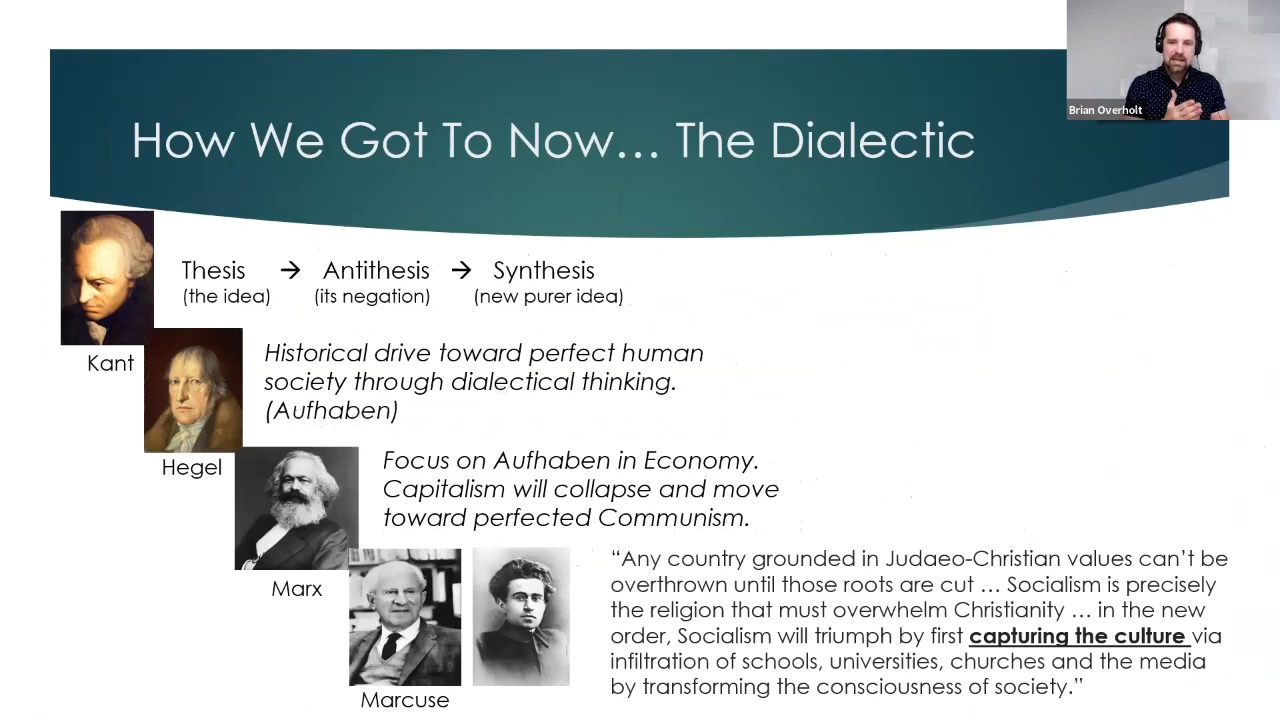 Brian Overholt
How We Got To Now... The Dialectic
Thesis → Antithesis → Synthesis
(the idea) (its negation) (new purer idea)
Kant
Historical drive toward perfect human
society through dialectical thinking.
(Aufhaben)
Hegel
Focus on Aufhaben in Economy.
Capitalism will collapse and move
toward perfected Communism.
Marx
“Any country grounded in Judaeo-Christian values can’t be
overthrown until those roots are cut … Socialism is precisely
the religion that must overwhelm Christianity … in the new
order, Socialism will triumph by first capturing the culture via
infiltration of schools, universities, churches and the media
by transforming the consciousness of society.”
Marcuse